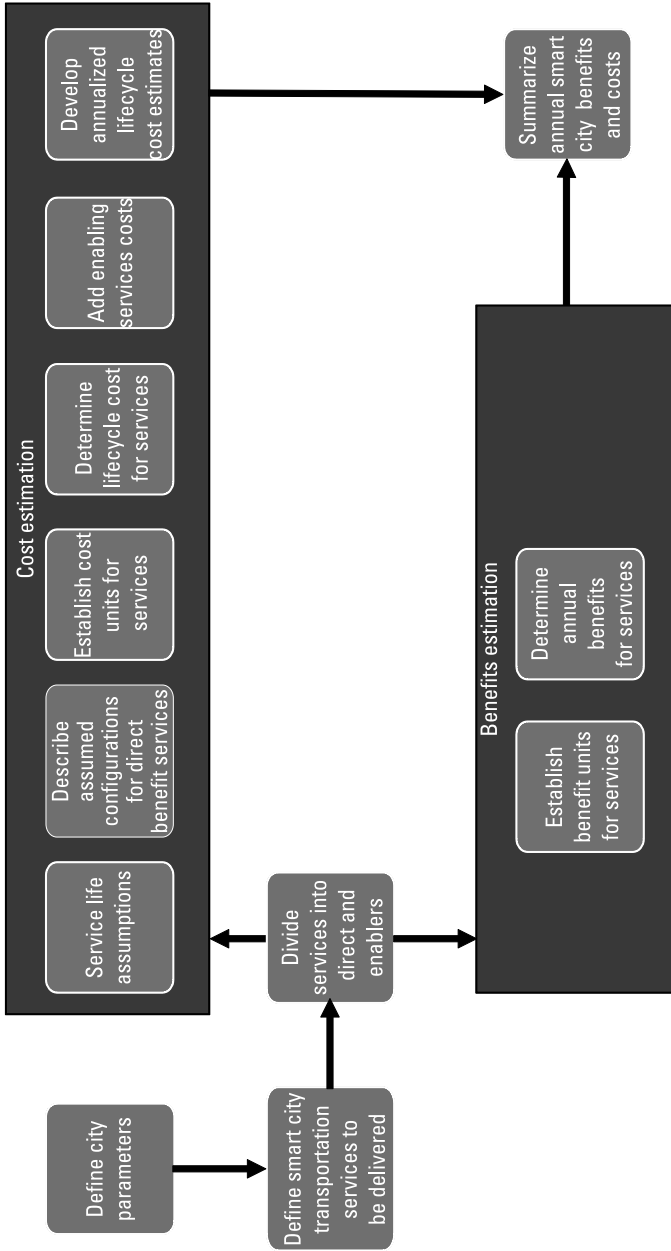 Define city
parameters
Define smart city
transportation
services to
be delivered
Divide
services into
direct and
enablers
Cost estimation
Service life
assumptions
Describe
assumed
configurations
for direct
benefit services
Establish cost
units for
services
Determine
lifecycle cost
for services
Add enabling
services costs
Develop
annualized
lifecycle
cost estimates
Benefits estimation
Establish
benefit units
for services
Determine
annual
benefits
for services
Summarize
annual smart
city benefits
and costs